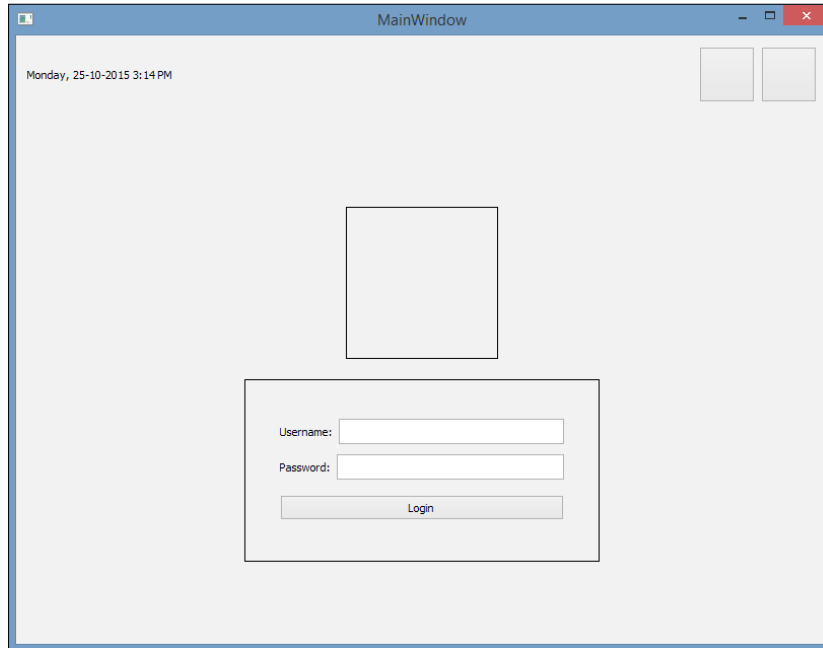 MainWindow
Monday, 25-10-2015 3:14 PM
Username:
Password:
Login